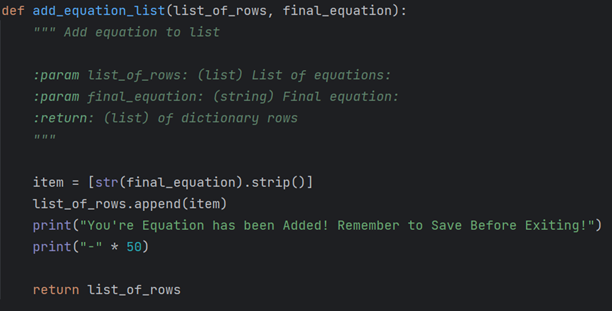 def add_equation_list(list_of_rows, final_equation):
    """ Add equation to list

    :param list_of_rows: (list) List of equations:
    :param final_equation: (string) Final equation:
    :return: (list) of dictionary rows
    """

    item = [str(final_equation).strip()]
    list_of_rows.append(item)
    print("You're Equation has been Added! Remember to Save Before Exiting!")
    print("-" * 50)

    return list_of_rows